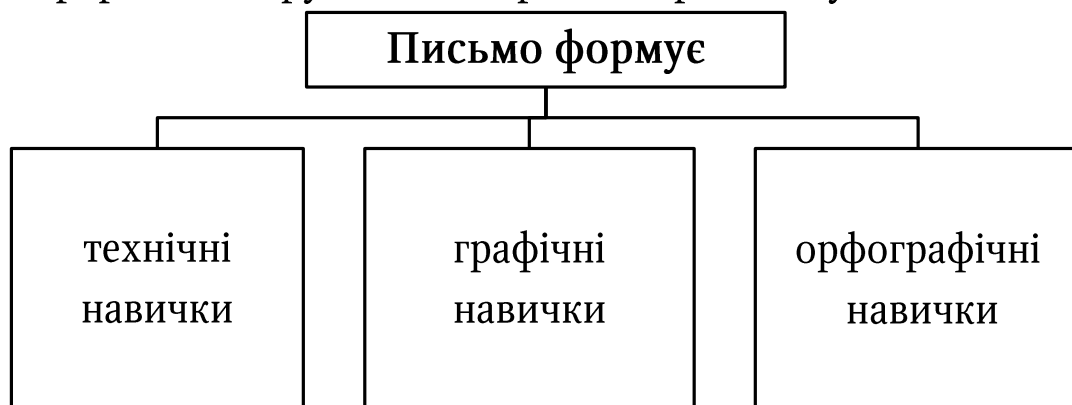 Письмо формує
технічні
навички
графічні
навички
орфографічні
навички